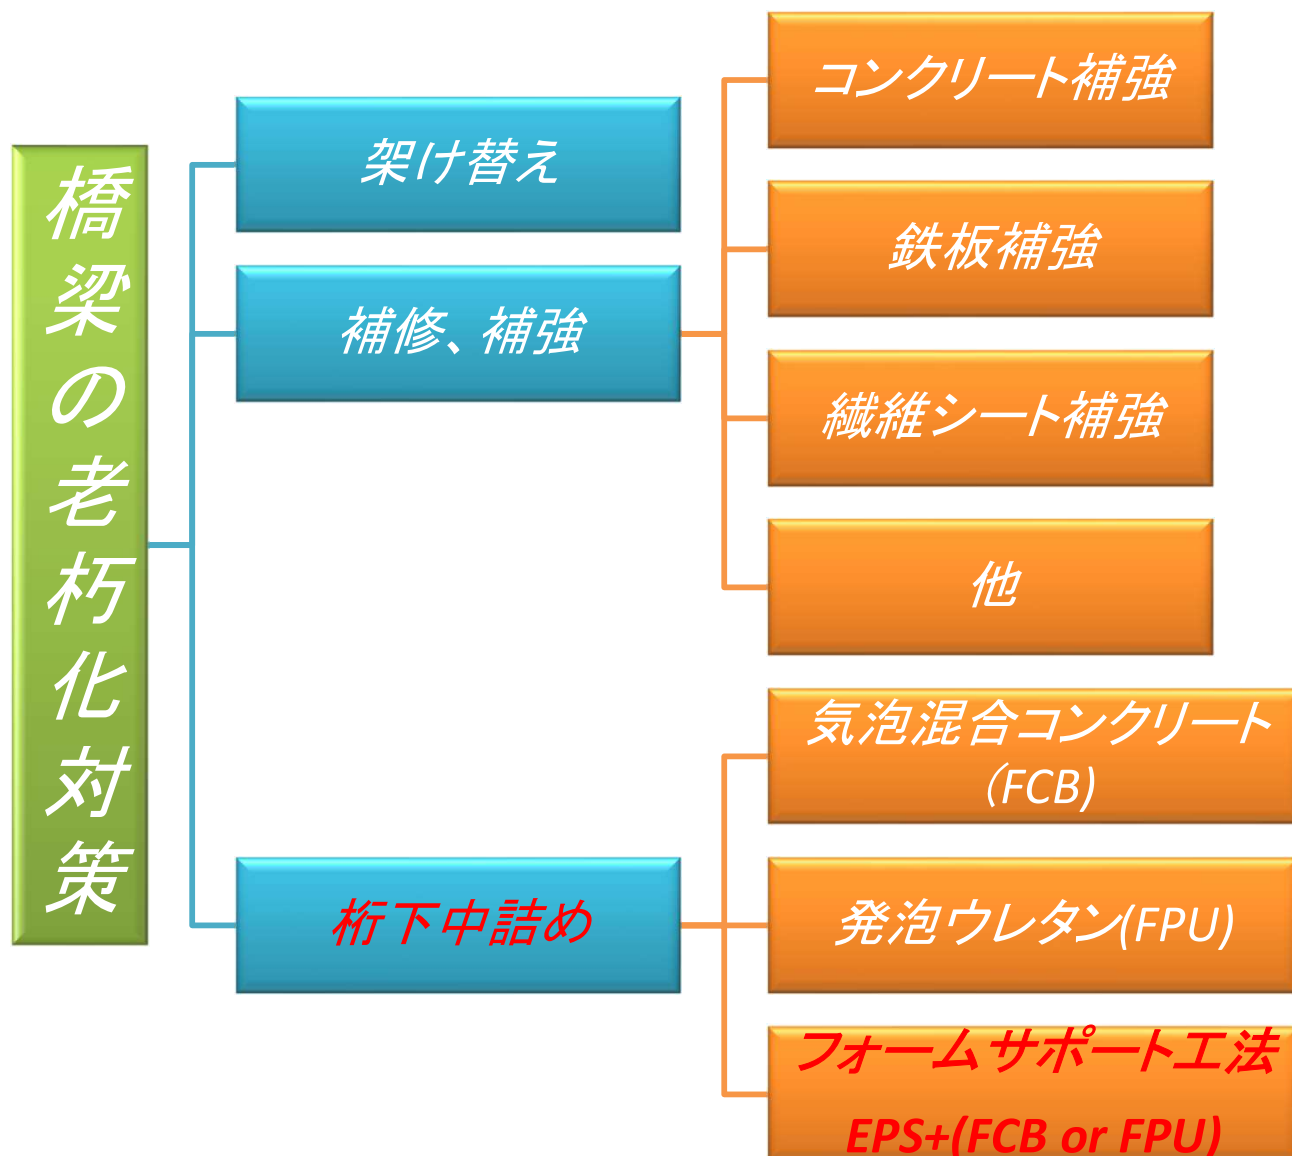 橋梁の老朽化対策
架け替え
補修、補強
コンクリート補強
鉄板補強
繊維シート補強
他
桁下中詰め
気泡混合コンクリート
（FCB）
発泡ウレタン(FPU)
フォームサポート工法
EPS+(FCB or FPU)